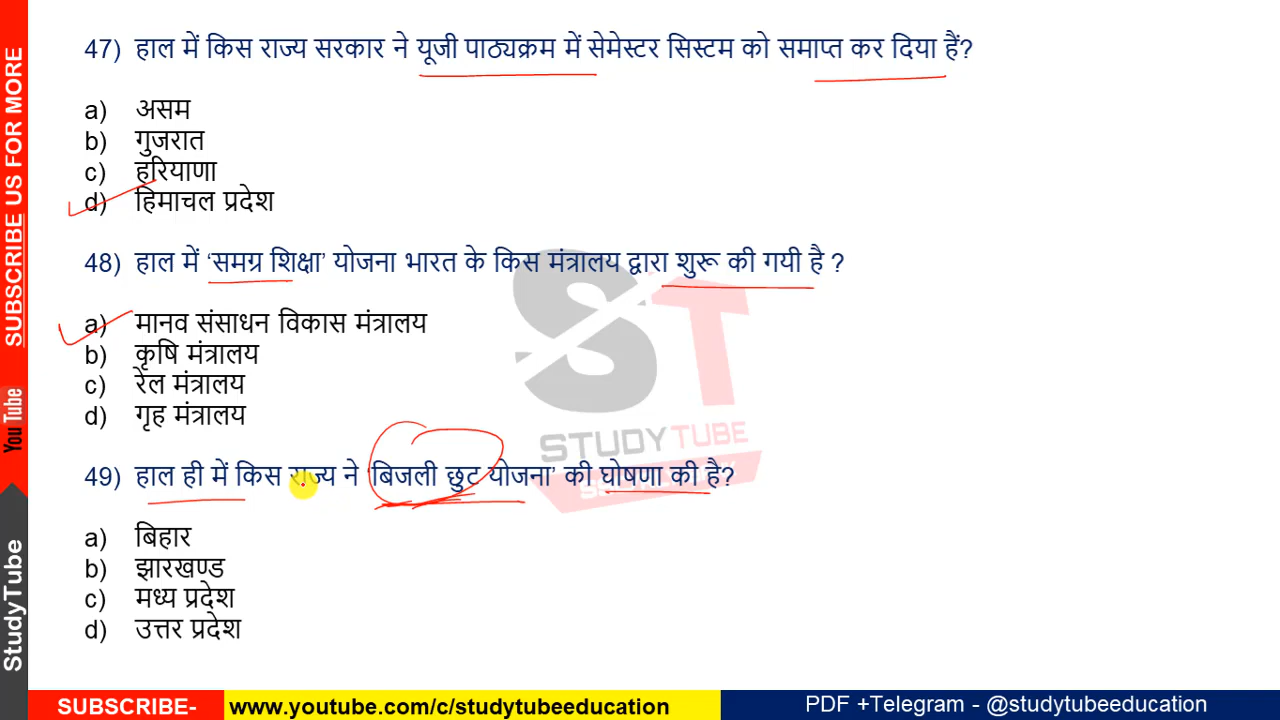 47) हाल में किस राज्य सरकार ने यूजी पाठ्यक्रम में सेमेस्टर सिस्टम को समाप्त कर दिया हैं?
a) असम
b) गुजरात
c) हरियाणा
d) हिमाचल प्रदेश
48) हाल में ‘समग्र शिक्षा’ योजना भारत के किस मंत्रालय द्वारा शुरू की गयी है ?
a) मानव संसाधन विकास मंत्रालय
b) कृषि मंत्रालय
c) रेल मंत्रालय
d) गृह मंत्रालय
49) हाल ही में किस राज्य ने ‘बिजली छुट योजना’ की घोषणा की है?
a) बिहार
b) झारखण्ड
c) मध्य प्रदेश
d) उत्तर प्रदेश
ST
STUDYTUBE
SUBSCRIBE US FOR MORE
You Tube
StudyTube
SUBSCRIBE- www.youtube.com/c/studytubeeducation PDF +Telegram - @studytubeeducation